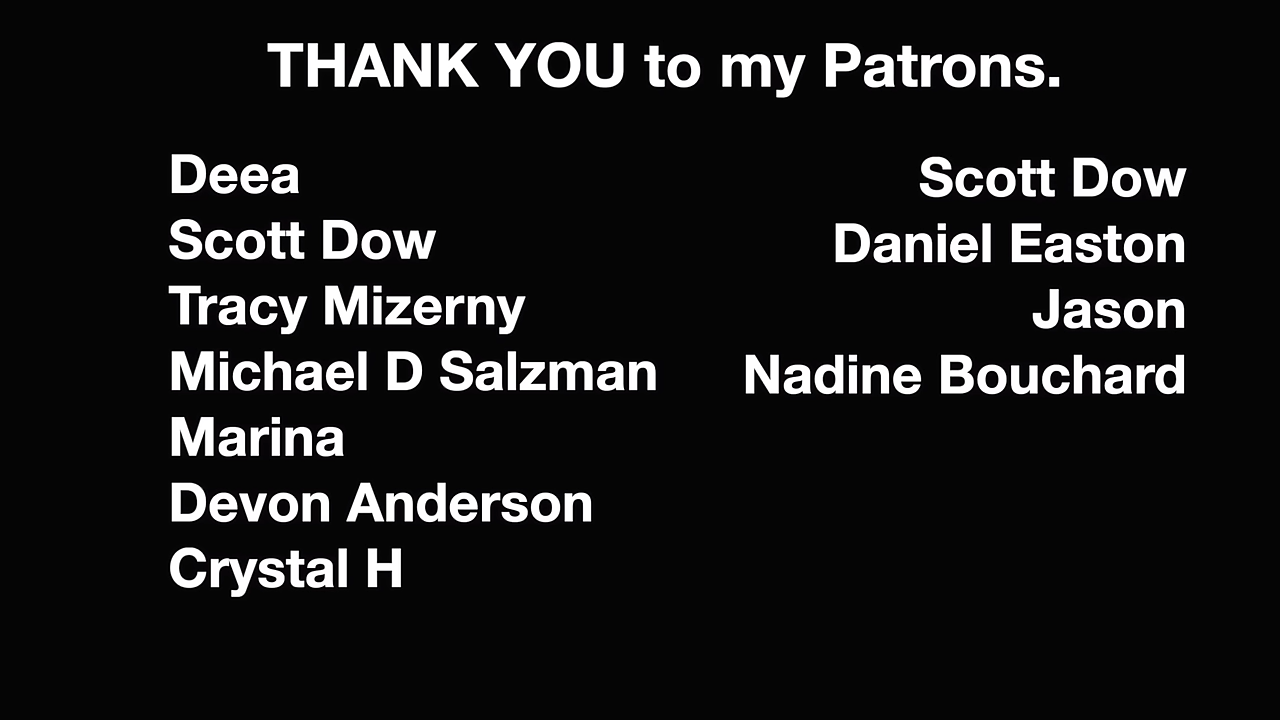 THANK YOU to my Patrons.
Deea
Scott Dow
Tracy Mizerny
Michael D Salzman
Marina
Devon Anderson
Crystal H
Scott Dow
Daniel Easton
Jason
Nadine Bouchard